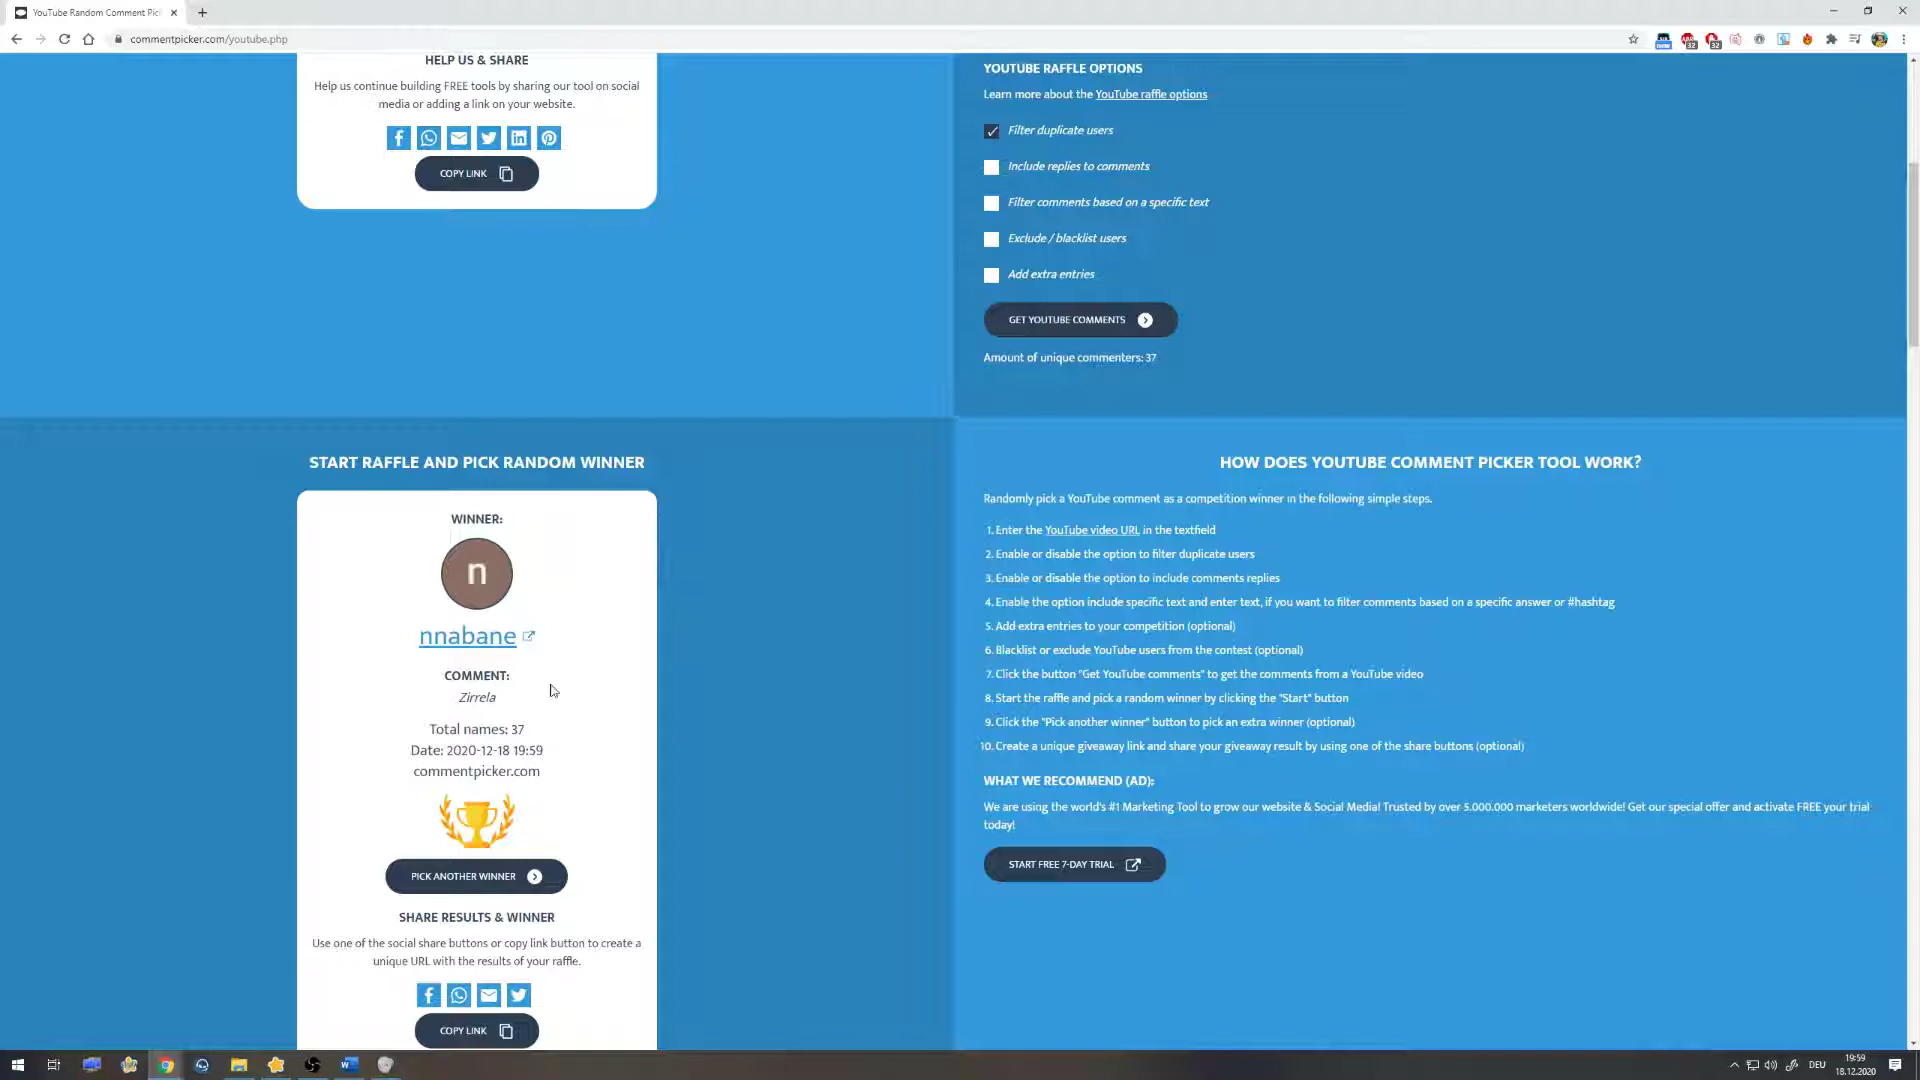 YouTube Random Comment Pic
commentpicker.com/youtube.php
HELP US & SHARE
Help us continue building FREE tools by sharing our tool on social
media or adding a link on your website.
COPY LINK
YOUTUBE RAFFLE OPTIONS
Learn more about the YouTube raffle options
Filter duplicate users
Include replies to comments
Filter comments based on a specific text
Exclude / blacklist users
Add extra entries
GET YOUTUBE COMMENTS
Amount of unique commenters: 37
START RAFFLE AND PICK RANDOM WINNER
WINNER:
n
nnabane
COMMENT:
Zirrela
Total names: 37
Date: 2020-12-18 19:59
commentpicker.com
PICK ANOTHER WINNER
SHARE RESULTS & WINNER
Use one of the social share buttons or copy link button to create a
unique URL with the results of your raffle.
COPY LINK
HOW DOES YOUTUBE COMMENT PICKER TOOL WORK?
Randomly pick a YouTube comment as a competition winner in the following simple steps.
1. Enter the YouTube video URL in the textfield
2. Enable or disable the option to filter duplicate users
3. Enable or disable the option to include comments replies
4. Enable the option include specific text and enter text, if you want to filter comments based on a specific answer or #hashtag
5. Add extra entries to your competition (optional)
6. Blacklist or exclude YouTube users from the contest (optional)
7. Click the button "Get YouTube comments" to get the comments from a YouTube video
8. Start the raffle and pick a random winner by clicking the "Start" button
9. Click the "Pick another winner" button to pick an extra winner (optional)
10. Create a unique giveaway link and share your giveaway result by using one of the share buttons (optional)
WHAT WE RECOMMEND (AD):
We are using the world's #1 Marketing Tool to grow our website & Social Media! Trusted by over 5.000.000 marketers worldwide! Get our special offer and activate FREE your trial
today!
START FREE 7-DAY TRIAL
DEU
19:59
18.12.2020